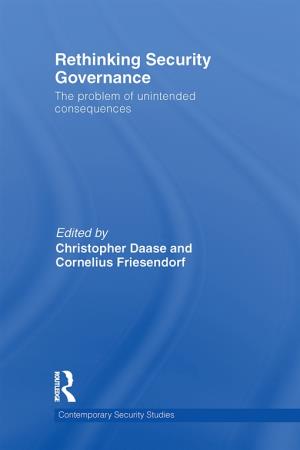 Rethinking Security
Governance
The problem of unintended
consequences
Edited by
Christopher Daase and
Cornelius Friesendorf
ROUTLEDGE
Contemporary Security Studies